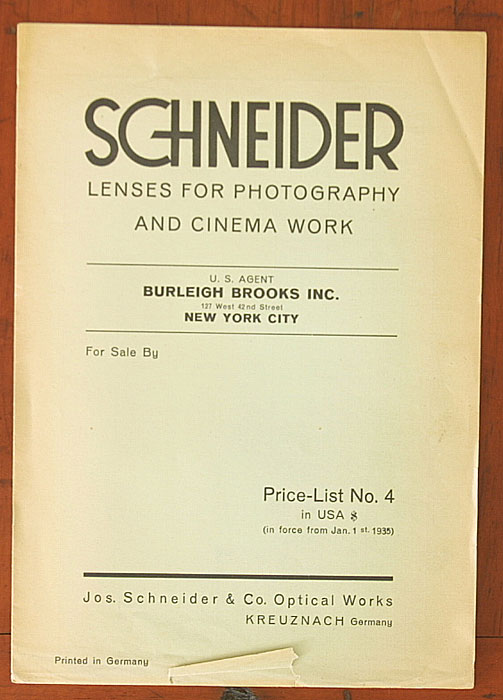 SCHNEIDER
LENSES FOR PHOTOGRAPHY
AND CINEMA WORK
U. S. AGENT
BURLEIGH BROOKS INC.
127 West 42nd Street
NEW YORK CITY
For Sale By
Price-List No. 4
in USA $
(in force from Jan. 1 st. 1935)
Jos. Schneider & Co. Optical Works
KREUZNACH Germany
Printed in Germany